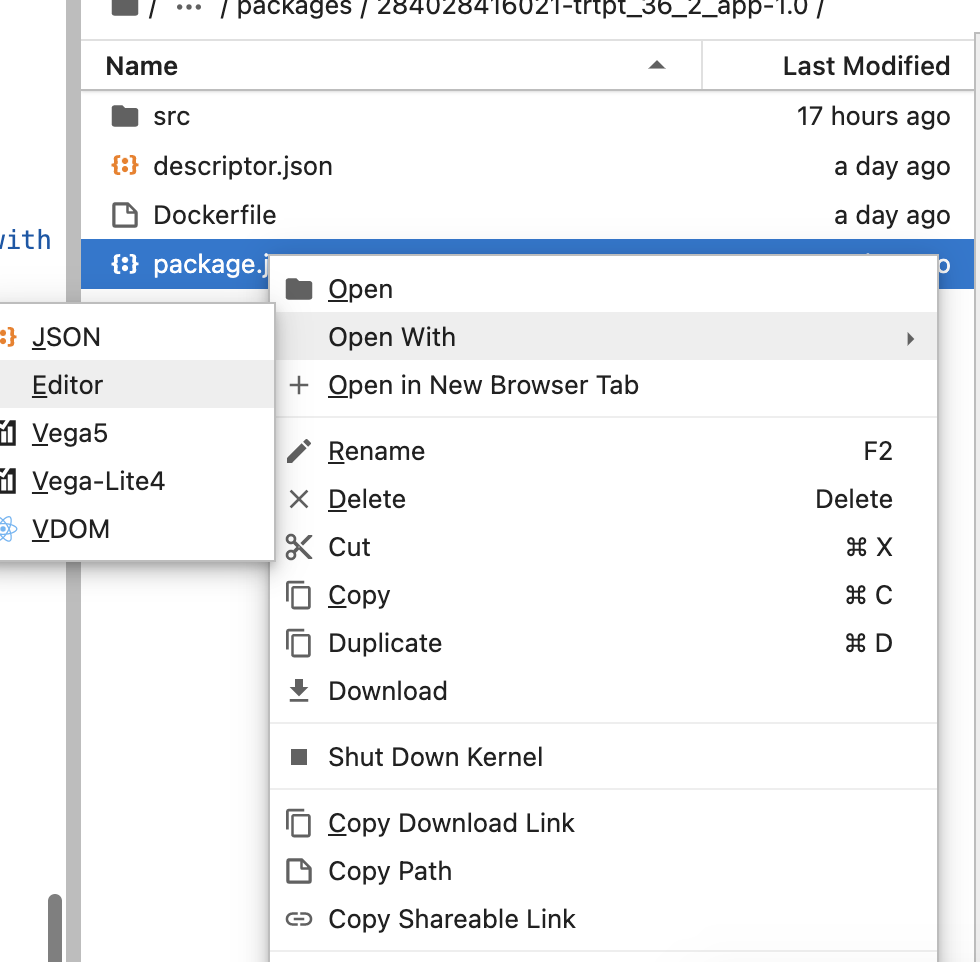 / ... / packages / 284028416021-trtpt_36_2_app-1.0 /
Name Last Modified
src 17 hours ago
descriptor.json a day ago
Dockerfile a day ago
with
package.j o
Open
Open With
Open in New Browser Tab
Rename F2
Delete Delete
Cut ⌘ X
Copy ⌘ C
Duplicate ⌘ D
Download
Shut Down Kernel
Copy Download Link
Copy Path
Copy Shareable Link
JSON
Editor
Vega5
Vega-Lite4
VDOM